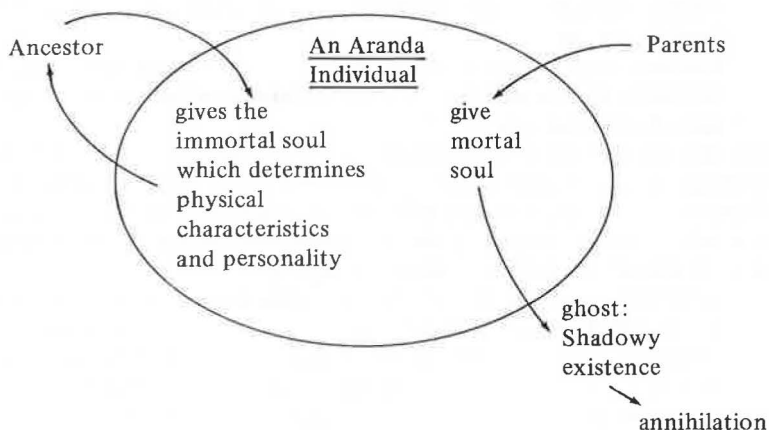 Ancestor
An Aranda
Individual
Parents
gives the
immortal soul
which determines
physical
characteristics
and personality
give
mortal
soul
ghost:
Shadowy
existence
annihilation